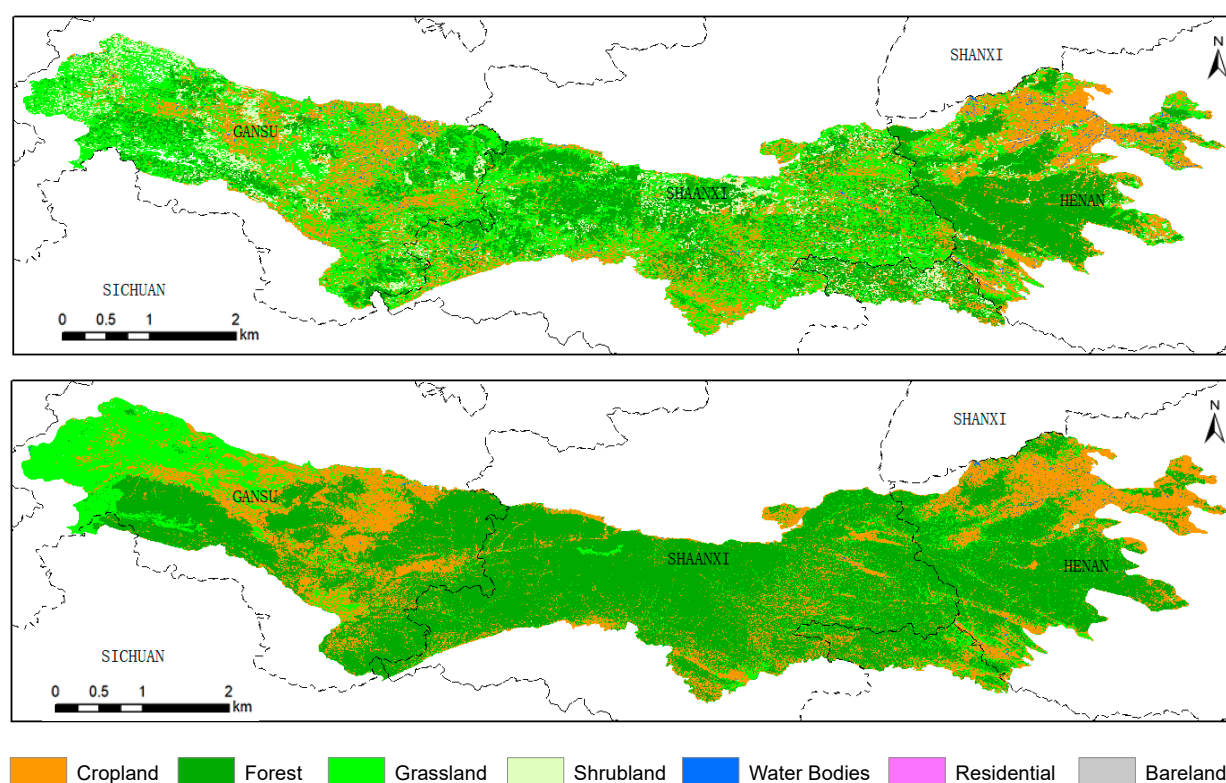 SHANXI
N
GANSU
SHAANXI
HENAN
SICHUAN
0 0.5 1 2
km
SHANXI
N
GANSU
SHAANXI
HENAN
SICHUAN
0 0.5 1 2
km
Cropland Forest Grassland Shrubland Water Bodies Residential Bareland